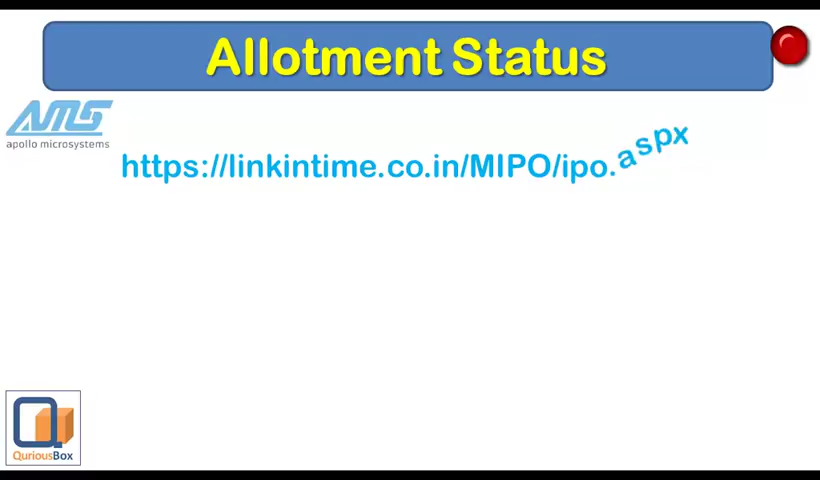 Allotment Status
AMS
apollo microsystems
https://linkintime.co.in/MIPO/ipo.aspx
QuriousBox